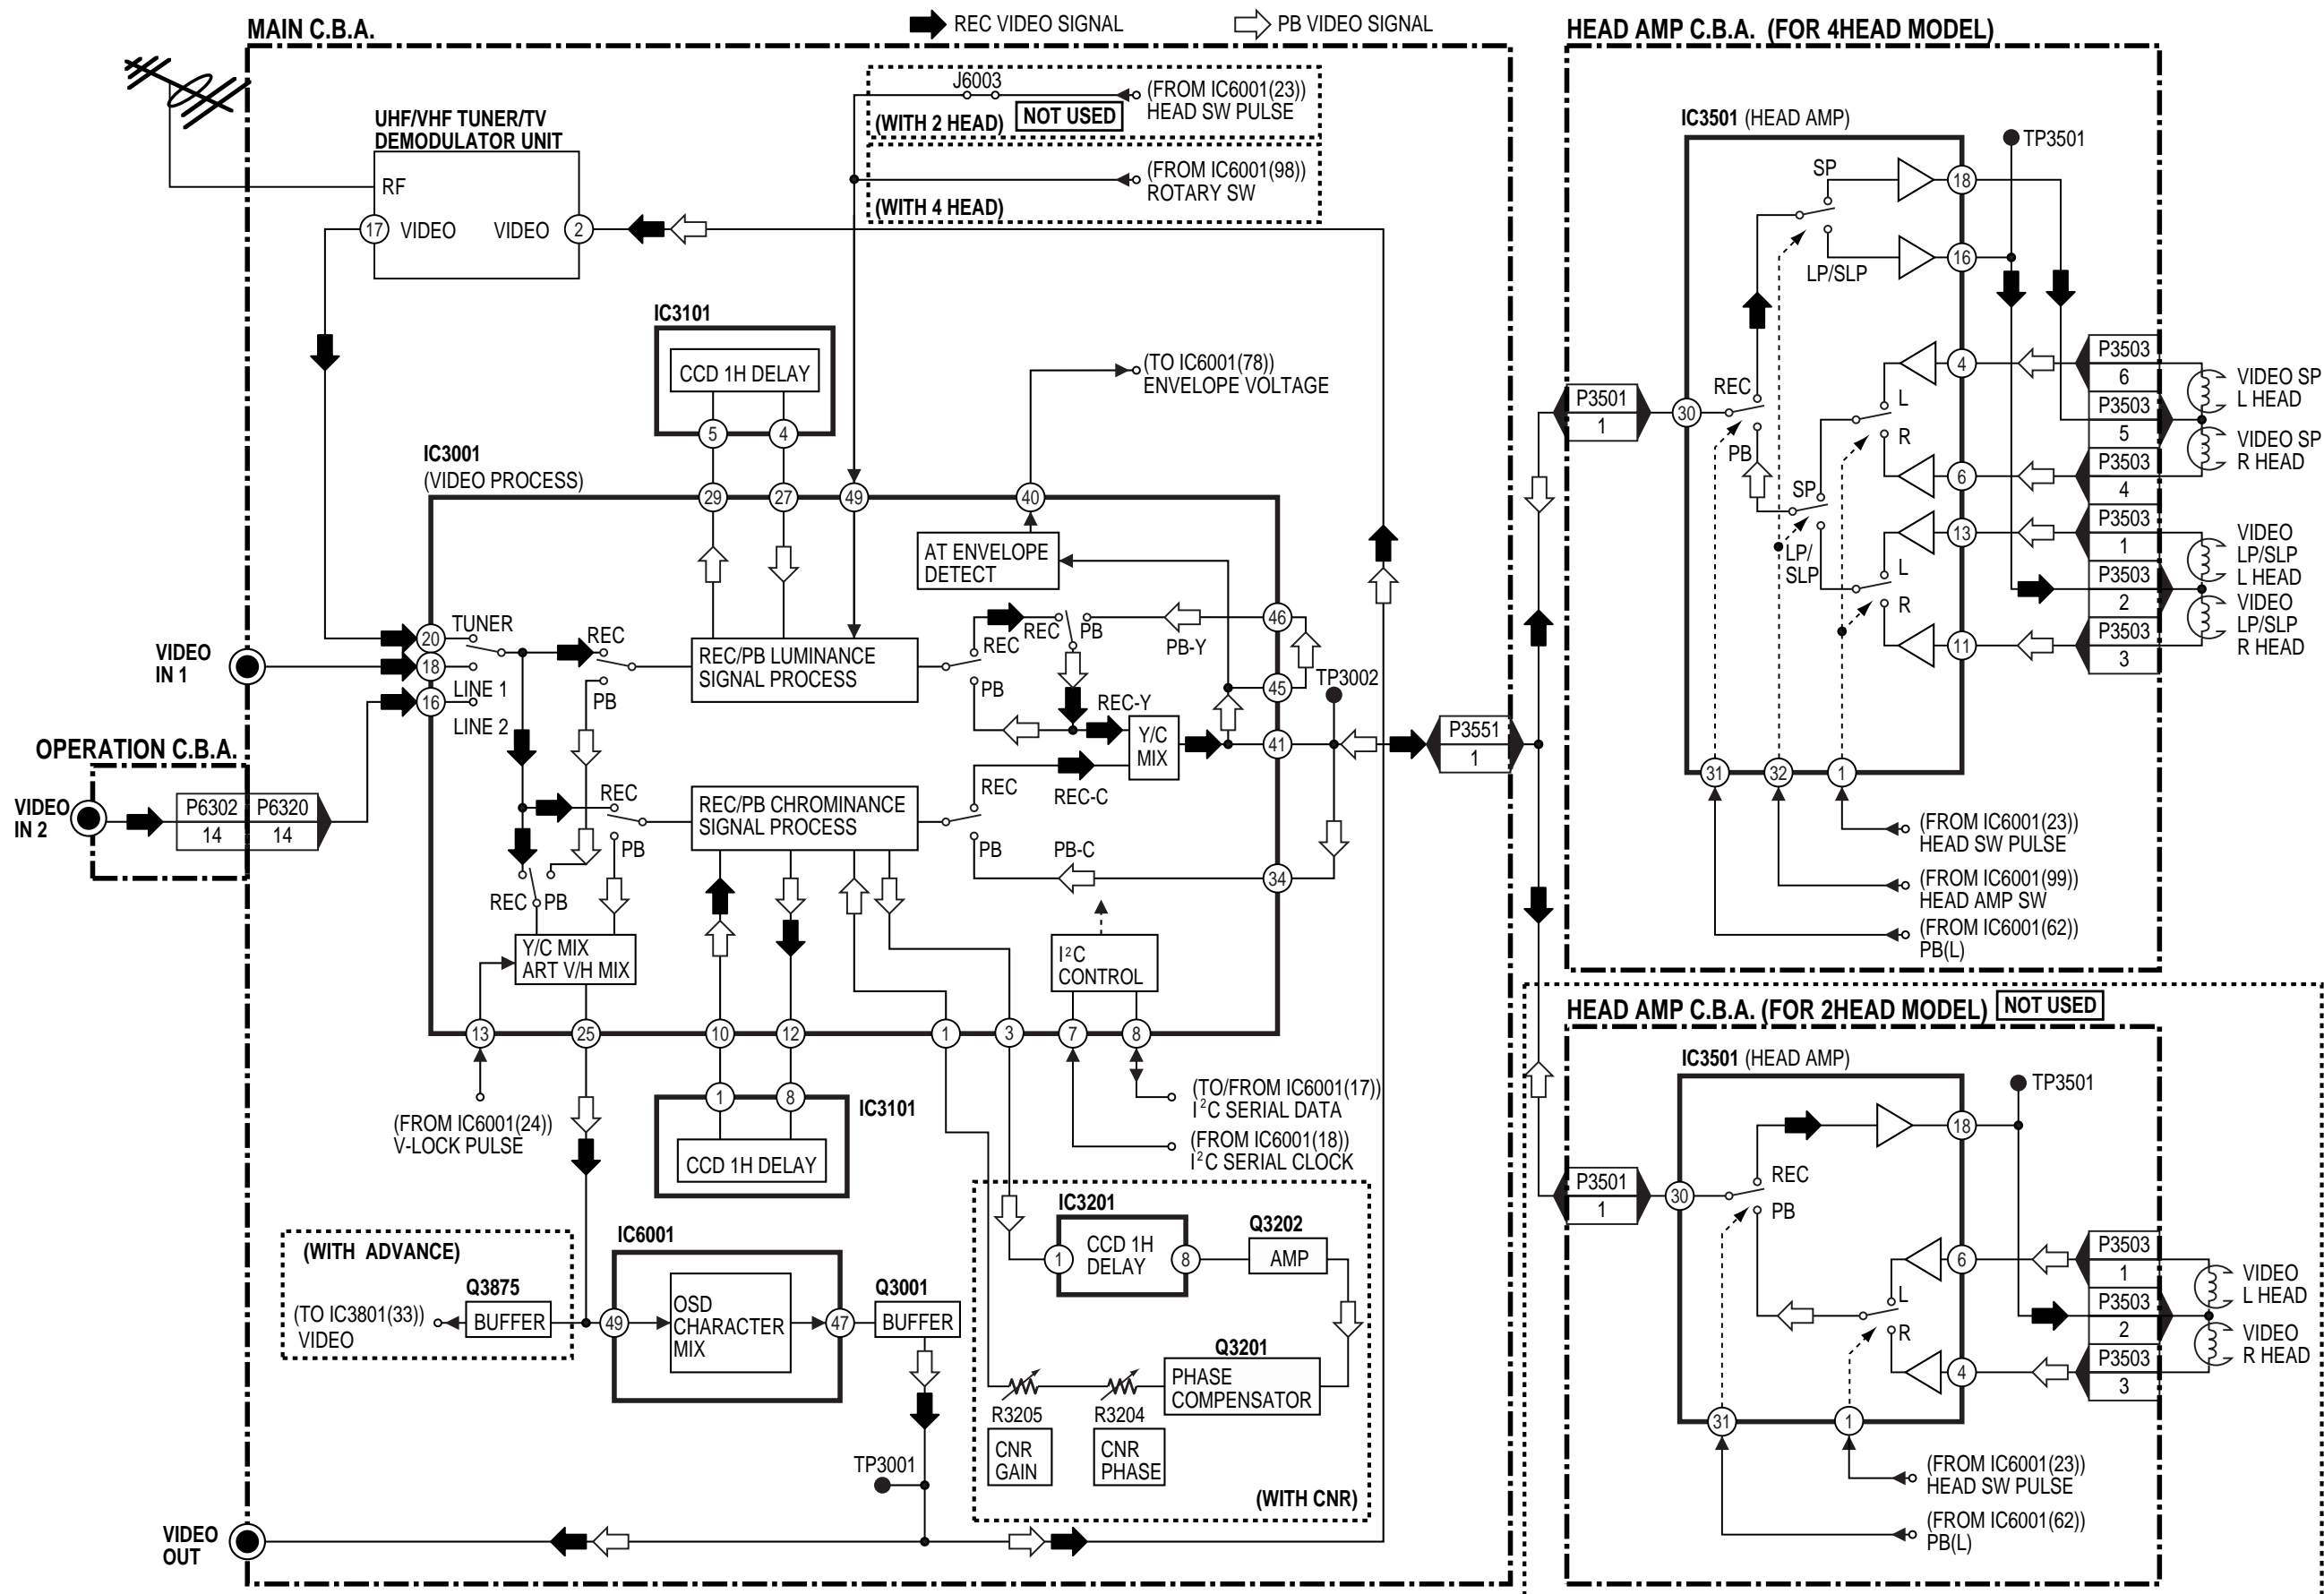 MAIN C.B.A.
REC VIDEO SIGNAL
PB VIDEO SIGNAL
UHF/VHF TUNER/TV
DEMODULATOR UNIT
RF
17
VIDEO
VIDEO
2
J6003
(FROM IC6001(23))
HEAD SW PULSE
(WITH 2 HEAD)
NOT USED
(FROM IC6001(98))
ROTARY SW
(WITH 4 HEAD)
IC3101
CCD 1H DELAY
5
4
(TO IC6001(78))
ENVELOPE VOLTAGE
IC3001
(VIDEO PROCESS)
29
27
49
40
AT ENVELOPE
DETECT
VIDEO
IN 1
20
TUNER
18
LINE 1
16
LINE 2
REC
PB
REC/PB LUMINANCE
SIGNAL PROCESS
REC
PB
REC
PB
PB-Y
46
45
TP3002
REC-Y
Y/C
MIX
41
P3551
1
OPERATION C.B.A.
VIDEO
IN 2
P6302
14
P6320
14
REC
PB
REC/PB CHROMINANCE
SIGNAL PROCESS
REC
PB
REC-C
PB-C
34
REC
PB
Y/C MIX
ART V/H MIX
I²C
CONTROL
13
25
10
12
1
3
7
8
(FROM IC6001(24))
V-LOCK PULSE
1
8
IC3101
CCD 1H DELAY
(TO/FROM IC6001(17))
I²C SERIAL DATA
(FROM IC6001(18))
I²C SERIAL CLOCK
(WITH ADVANCE)
Q3875
(TO IC3801(33))
VIDEO
BUFFER
IC6001
49
OSD
CHARACTER
MIX
47
Q3001
BUFFER
IC3201
1
CCD 1H
DELAY
8
Q3202
AMP
Q3201
PHASE
COMPENSATOR
R3205
CNR
GAIN
R3204
CNR
PHASE
(WITH CNR)
TP3001
VIDEO
OUT
HEAD AMP C.B.A. (FOR 4HEAD MODEL)
IC3501 (HEAD AMP)
TP3501
SP
LP/SLP
18
16
P3501
1
30
REC
PB
L
R
SP
LP/
SLP
L
R
4
6
13
11
P3503
6
P3503
5
P3503
4
P3503
1
P3503
2
P3503
3
VIDEO SP
L HEAD
VIDEO SP
R HEAD
VIDEO
LP/SLP
L HEAD
VIDEO
LP/SLP
R HEAD
31
32
1
(FROM IC6001(23))
HEAD SW PULSE
(FROM IC6001(99))
HEAD AMP SW
(FROM IC6001(62))
PB(L)
HEAD AMP C.B.A. (FOR 2HEAD MODEL)
NOT USED
IC3501 (HEAD AMP)
TP3501
18
P3501
1
30
REC
PB
L
R
6
4
P3503
1
P3503
2
P3503
3
VIDEO
L HEAD
VIDEO
R HEAD
31
1
(FROM IC6001(23))
HEAD SW PULSE
(FROM IC6001(62))
PB(L)